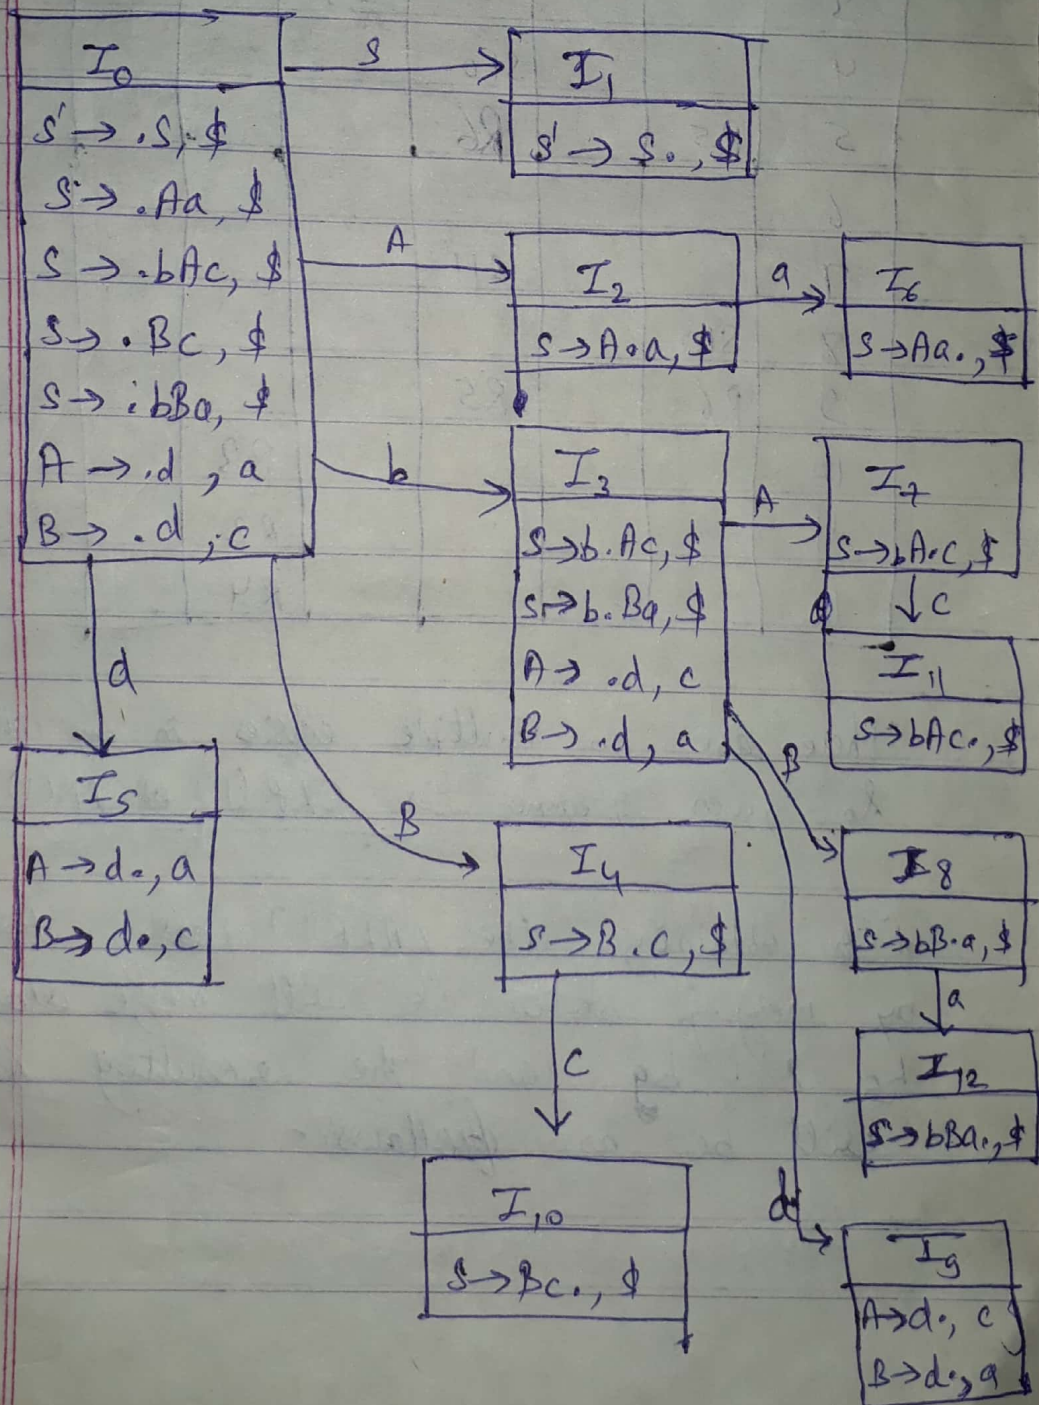 I0
S' → .S, $
S → .Aa, $
S → .bAc, $
S → .Bc, $
S → .bBa, $
A → .d , a
B → .d , c
S
I1
S' → S. , $
A
I2
S → A.a, $
a
I6
S → Aa. , $
b
I3
S → b.Ac, $
S → b.Ba, $
A → .d, c
B → .d, a
A
I7
S → bA.c, $
c
I11
S → bAc. , $
d
I5
A → d. , a
B → d. , c
B
I4
S → B.c, $
c
I10
S → Bc. , $
B
I8
S → bB.a, $
a
I12
S → bBa. , $
d
I9
A → d. , c
B → d. , a